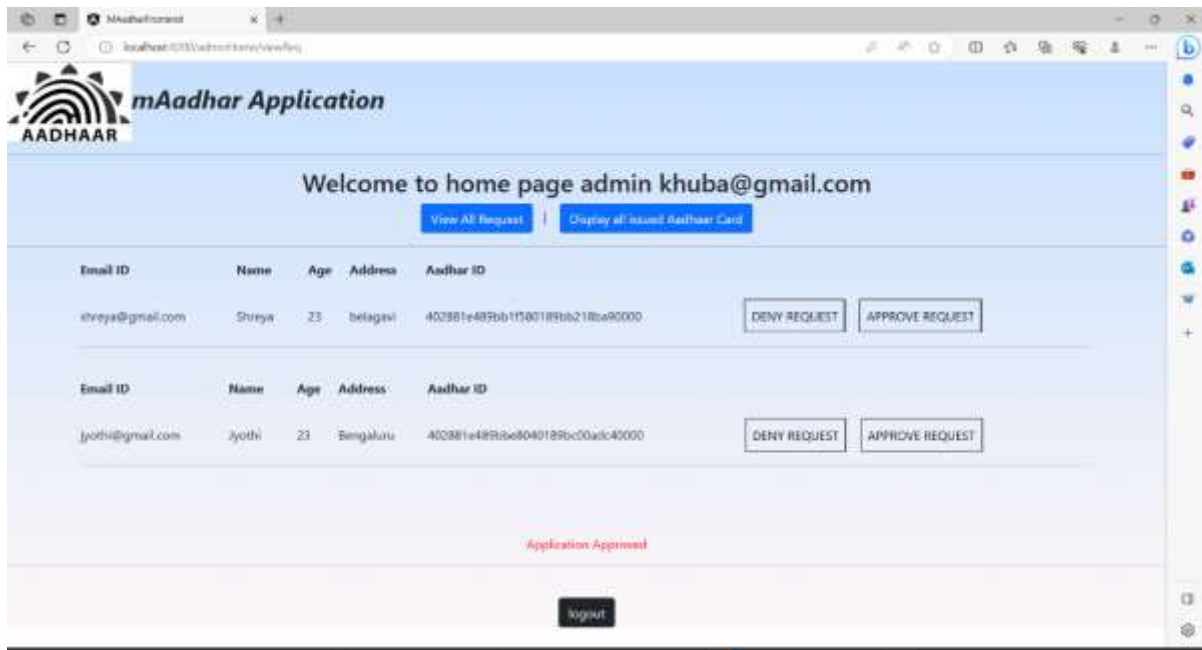 MAadharFrontend
mAadhar Application
AADHAAR
Welcome to home page admin khuba@gmail.com
View All Request | Display all issued Aadhaar Card
Email ID Name Age Address Aadhar ID
shreya@gmail.com Shreya 23 belagavi DENY REQUEST APPROVE REQUEST
Email ID Name Age Address Aadhar ID
jyothi@gmail.com Jyothi 23 Bengaluru DENY REQUEST APPROVE REQUEST
Application Approved
logout